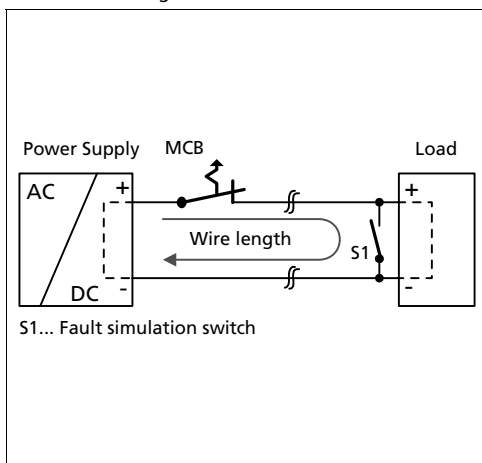 Power Supply MCB Load
AC + +
Wire length
S1
DC - -
S1... Fault simulation switch